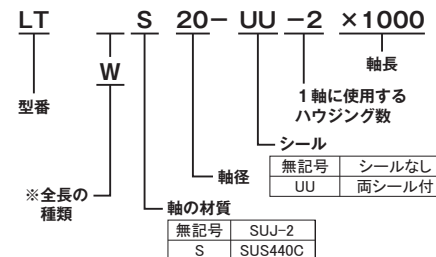 LT S 20- UU -2 ×1000
W
軸長
型番
1軸に使用する
ハウジング数
シール
無記号 シールなし
UU 両シール付
軸径
※全長の
種類
軸の材質
無記号 SUJ-2
S SUS440C